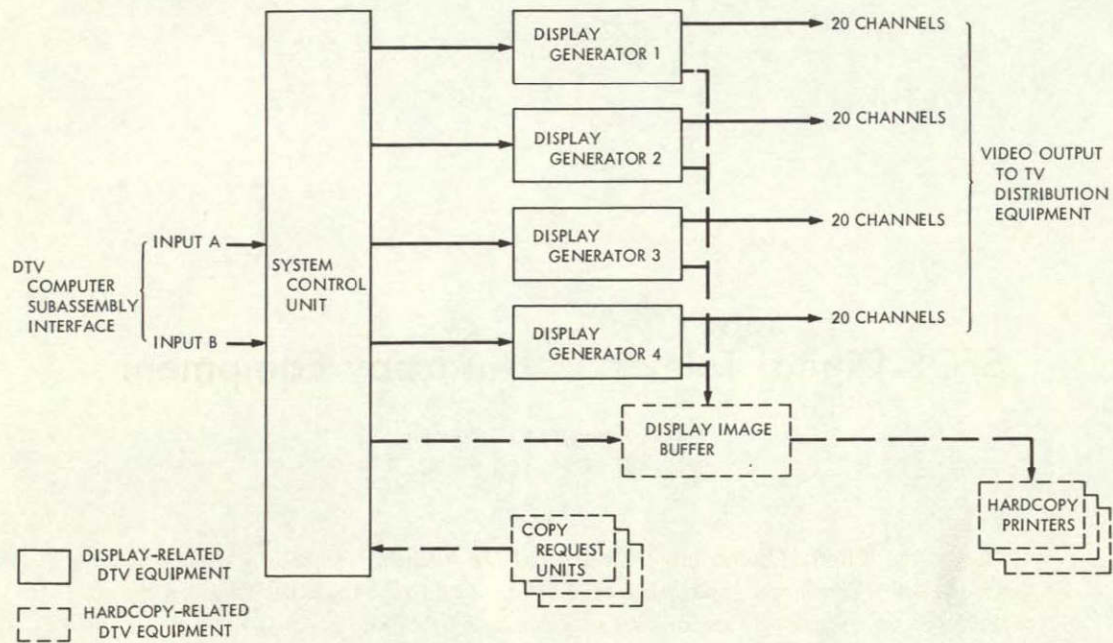 DISPLAY
GENERATOR 1
20 CHANNELS
DISPLAY
GENERATOR 2
20 CHANNELS
VIDEO OUTPUT
TO TV
DISTRIBUTION
EQUIPMENT
DISPLAY
GENERATOR 3
20 CHANNELS
DTV
COMPUTER
SUBASSEMBLY
INTERFACE
INPUT A
INPUT B
SYSTEM
CONTROL
UNIT
DISPLAY
GENERATOR 4
20 CHANNELS
DISPLAY IMAGE
BUFFER
HARDCOPY
PRINTERS
COPY
REQUEST
UNITS
DISPLAY-RELATED
DTV EQUIPMENT
HARDCOPY-RELATED
DTV EQUIPMENT